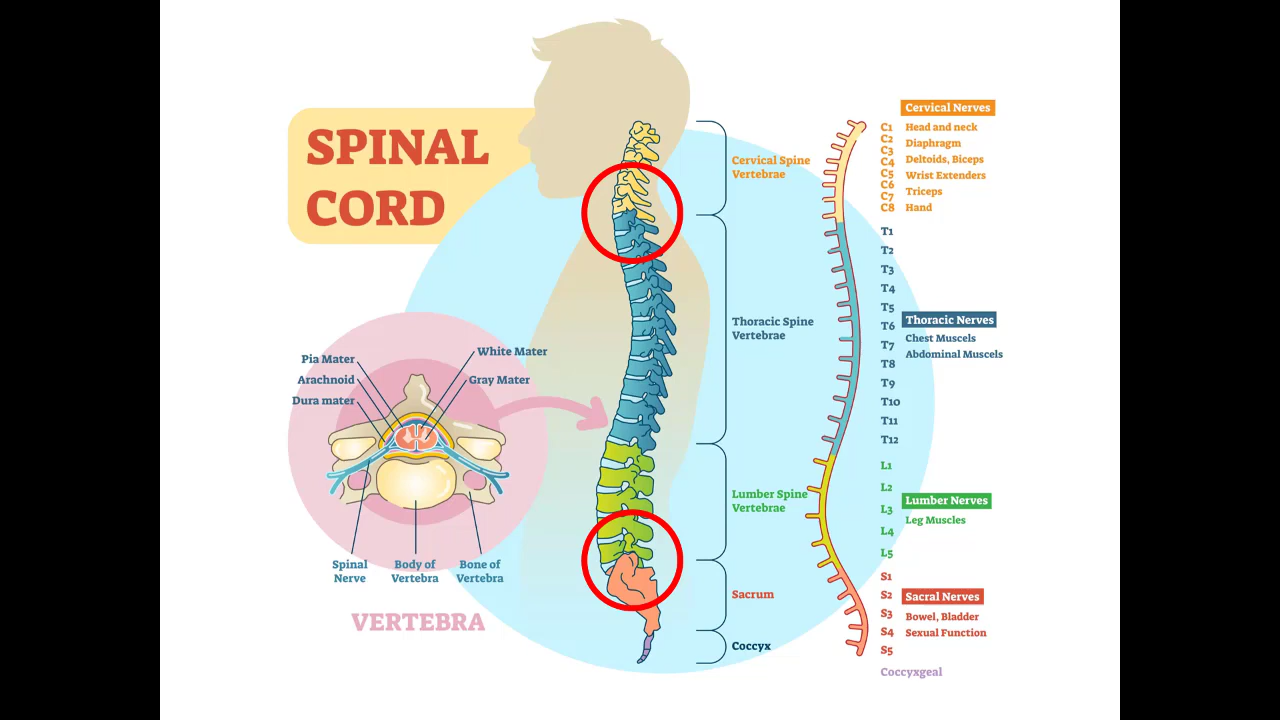 SPINAL
CORD
Cervical Spine
Vertebrae
Thoracic Spine
Vertebrae
Lumber Spine
Vertebrae
Sacrum
Coccyx
Pia Mater
Arachnoid
Dura mater
White Mater
Gray Mater
Spinal
Nerve
Body of
Vertebra
Bone of
Vertebra
VERTEBRA
Cervical Nerves
C1
C2
C3
C4
C5
C6
C7
C8
Head and neck
Diaphragm
Deltoids, Biceps
Wrist Extenders
Triceps
Hand
T1
T2
T3
T4
T5
T6
T7
T8
T9
T10
T11
T12
Thoracic Nerves
Chest Muscels
Abdominal Muscels
L1
L2
L3
L4
L5
Lumber Nerves
Leg Muscles
S1
S2
S3
S4
S5
Sacral Nerves
Bowel, Bladder
Sexual Function
Coccyxgeal